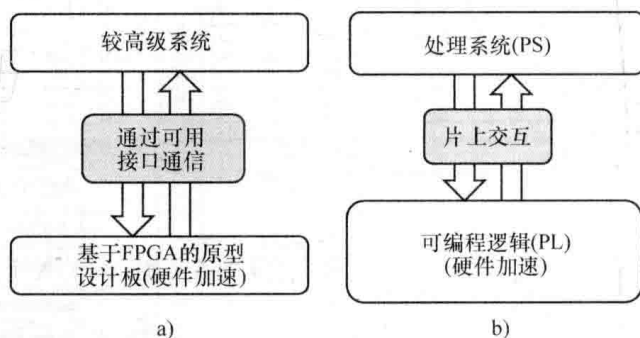 较高级系统
通过可用
接口通信
基于FPGA的原型
设计板(硬件加速)
a)
处理系统(PS)
片上交互
可编程逻辑(PL)
(硬件加速)
b)